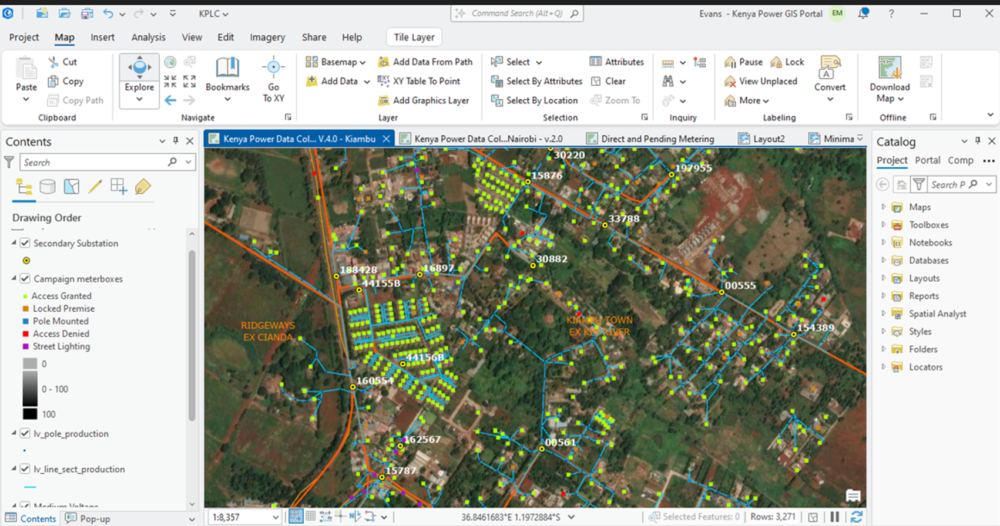 KPLC
Command Search (Alt+Q)
Evans - Kenya Power GIS Portal
EM
?
Project
Map
Insert
Analysis
View
Edit
Imagery
Share
Help
Tile Layer
Paste
Cut
Copy
Copy Path
Clipboard
Explore
Bookmarks
Go
To XY
Navigate
Basemap
Add Data
Add Data From Path
XY Table To Point
Add Graphics Layer
Layer
Select
Select By Attributes
Select By Location
Attributes
Clear
Zoom To
Selection
Inquiry
Pause
Lock
View Unplaced
More
Convert
Labeling
Download
Map
Offline
Contents
Search
Drawing Order
Secondary Substation
Campaign meterboxes
Access Granted
Locked Premise
Pole Mounted
Access Denied
Street Lighting
0
0 - 100
100
lv_pole_production
lv_line_sect_production
Medium Voltage
Contents
Pop-up
Kenya Power Data Col... V.4.0 - Kiambu
Kenya Power Data Col...Nairobi - v.2.0
Direct and Pending Metering
Layout2
Minima
30220
15876
197955
33788
30882
188428
16897
44155B
00555
RIDGEWAYS
EX CIANDA
KIAMBU TOWN
EX KIU RIVER
154389
44156B
160554
162567
00561
15787
1:8,357
36.8461683°E 1.1972884°S
Selected Features: 0
Rows: 3,271
Catalog
Project
Portal
Comp
Search P
Maps
Toolboxes
Notebooks
Databases
Layouts
Reports
Spatial Analyst
Styles
Folders
Locators